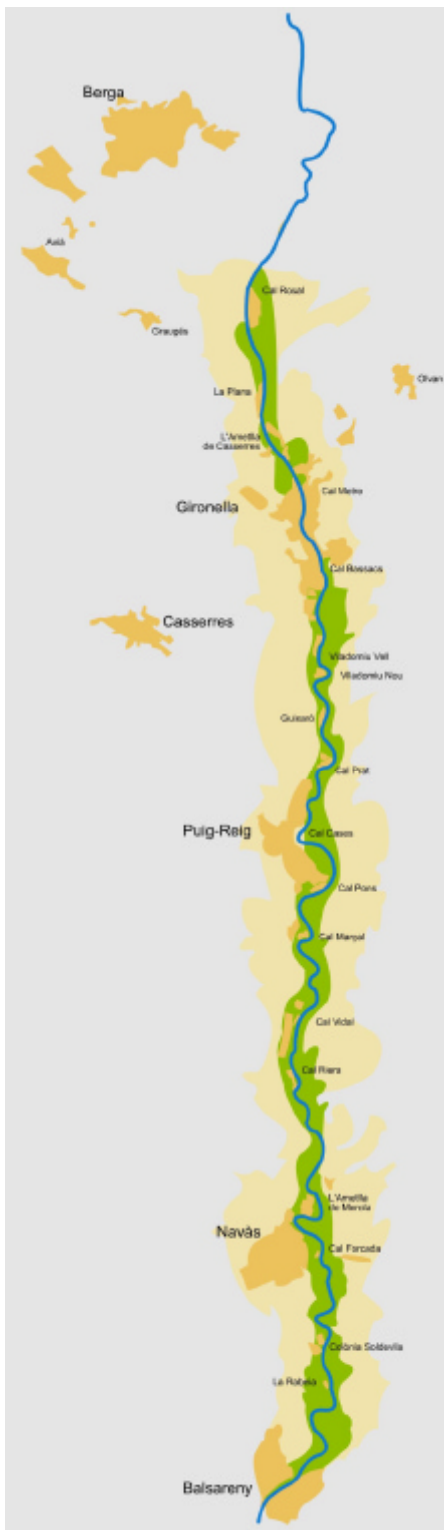 Berga
Avià
Graugés
Cal Rosal
Olvan
La Plana
L'Ametlla
de Casserres
Cal Metre
Gironella
Cal Bassacs
Casserres
Viladomiu Vell
Viladomiu Nou
Guixaró
Cal Prat
Puig-Reig
Cal Cases
Cal Pons
Cal Marçal
Cal Vidal
Cal Riera
L'Ametlla
de Merola
Navàs
Cal Forcada
Colònia Soldevila
La Rabeia
Balsareny